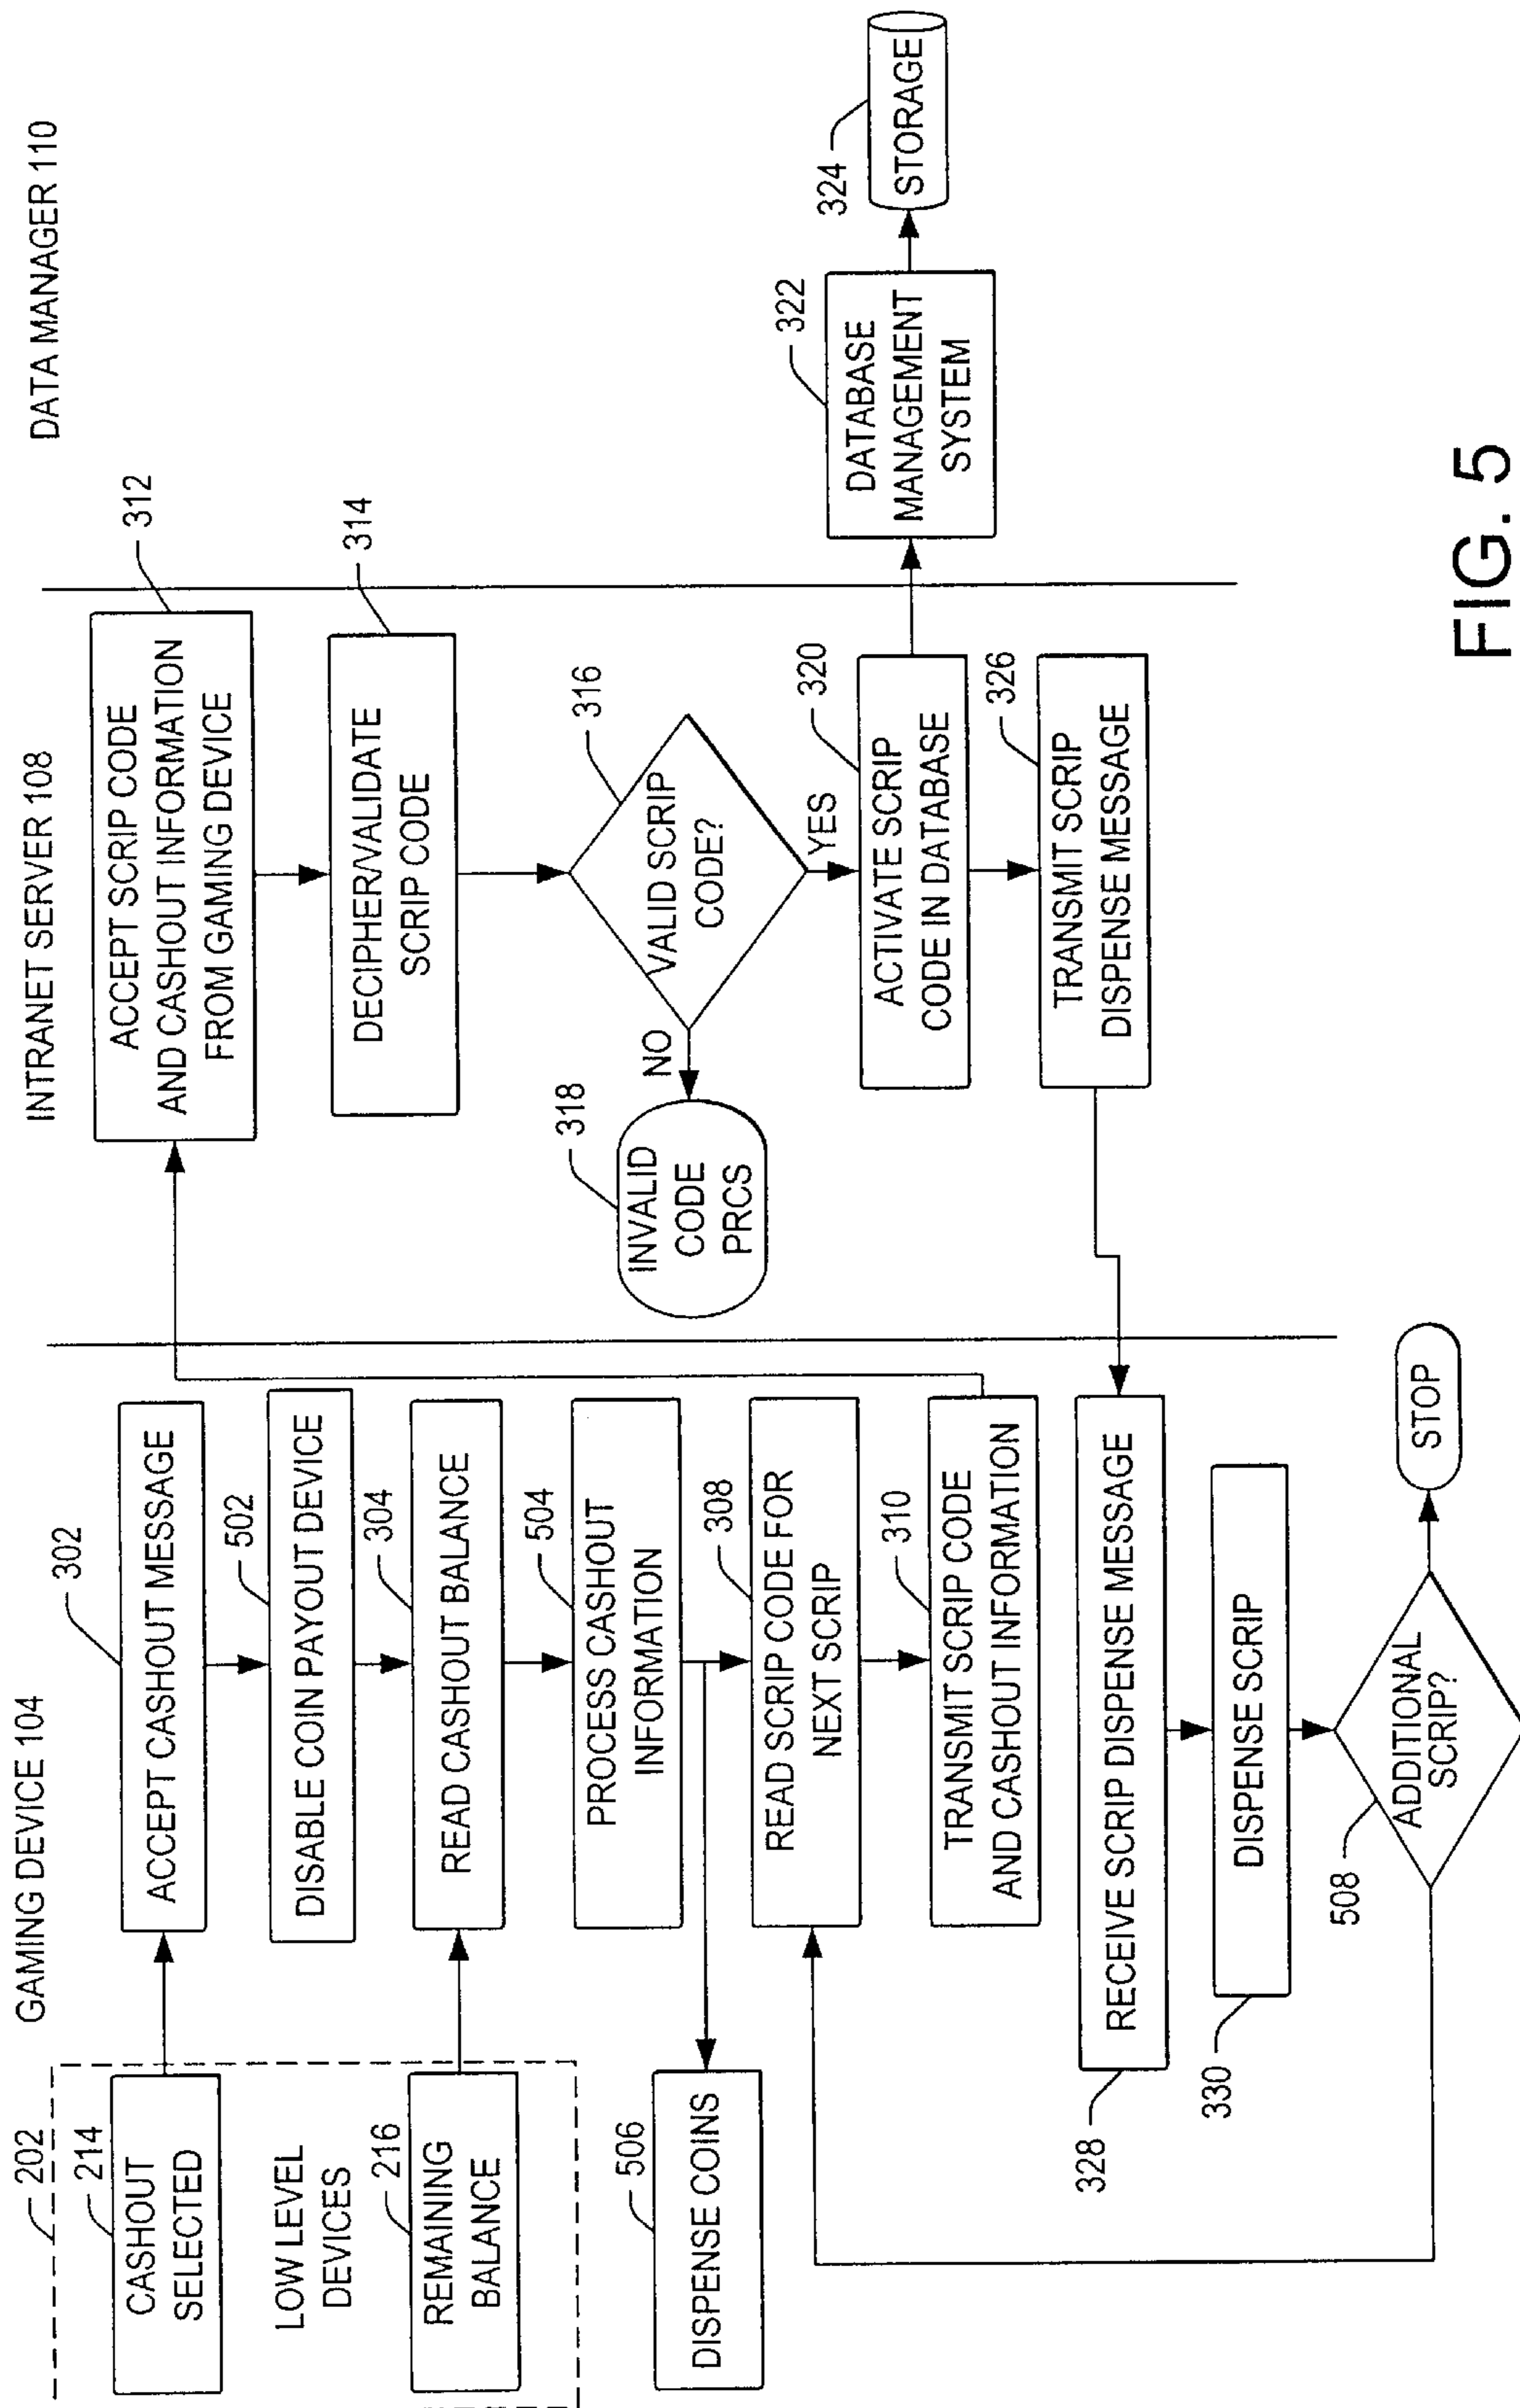 GAMING DEVICE 104
INTRANET SERVER 108
DATA MANAGER 110
202
214
CASHOUT
SELECTED
LOW LEVEL
DEVICES
216
REMAINING
BALANCE
302
ACCEPT CASHOUT MESSAGE
502
DISABLE COIN PAYOUT DEVICE
304
READ CASHOUT BALANCE
504
PROCESS CASHOUT
INFORMATION
506
DISPENSE COINS
308
READ SCRIP CODE FOR
NEXT SCRIP
310
TRANSMIT SCRIP CODE
AND CASHOUT INFORMATION
328
RECEIVE SCRIP DISPENSE MESSAGE
330
DISPENSE SCRIP
508
ADDITIONAL
SCRIP?
STOP
312
ACCEPT SCRIP CODE
AND CASHOUT INFORMATION
FROM GAMING DEVICE
314
DECIPHER/VALIDATE
SCRIP CODE
316
VALID SCRIP
CODE?
NO
YES
318
INVALID
CODE
PRCS
320
ACTIVATE SCRIP
CODE IN DATABASE
326
TRANSMIT SCRIP
DISPENSE MESSAGE
322
DATABASE
MANAGEMENT
SYSTEM
324
STORAGE
FIG. 5